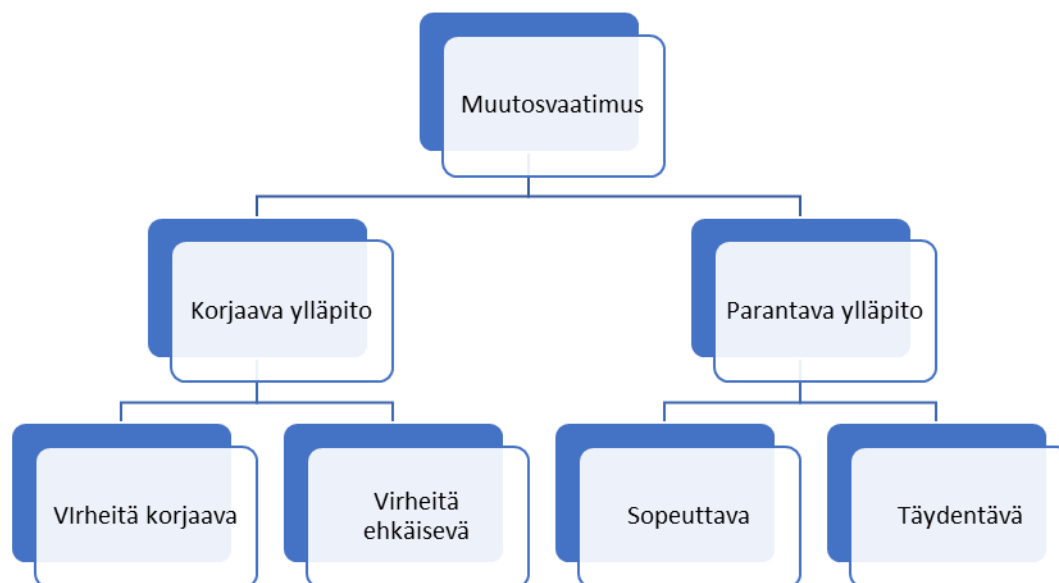 Muutosvaatimus
Korjaava ylläpito
Parantava ylläpito
VIrheitä korjaava
Virheitä
ehkäisevä
Sopeuttava
Täydentävä